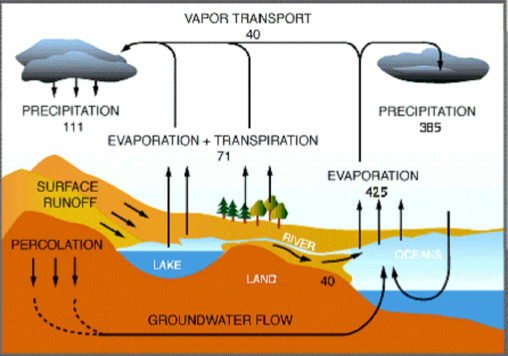 VAPOR TRANSPORT
40
PRECIPITATION
111
PRECIPITATION
385
EVAPORATION + TRANSPIRATION
71
EVAPORATION
425
SURFACE
RUNOFF
PERCOLATION
RIVER
OCEANS
LAKE
LAND
40
GROUNDWATER FLOW